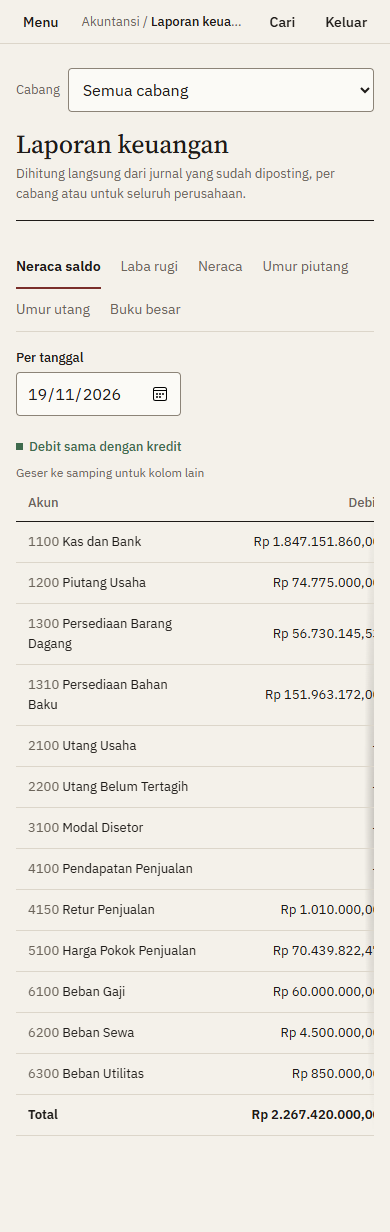 Menu Akuntansi / Laporan keua... Cari Keluar
Cabang Semua cabang
Laporan keuangan
Dihitung langsung dari jurnal yang sudah diposting, per
cabang atau untuk seluruh perusahaan.
Neraca saldo Laba rugi Neraca Umur piutang
Umur utang Buku besar
Per tanggal
19/11/2026
Debit sama dengan kredit
Geser ke samping untuk kolom lain
Akun Debi
1100 Kas dan Bank Rp 1.847.151.860,0
1200 Piutang Usaha Rp 74.775.000,0
1300 Persediaan Barang
Dagang Rp 56.730.145,5
1310 Persediaan Bahan
Baku Rp 151.963.172,0
2100 Utang Usaha
2200 Utang Belum Tertagih
3100 Modal Disetor
4100 Pendapatan Penjualan
4150 Retur Penjualan Rp 1.010.000,0
5100 Harga Pokok Penjualan Rp 70.439.822,4
6100 Beban Gaji Rp 60.000.000,0
6200 Beban Sewa Rp 4.500.000,0
6300 Beban Utilitas Rp 850.000,0
Total Rp 2.267.420.000,0